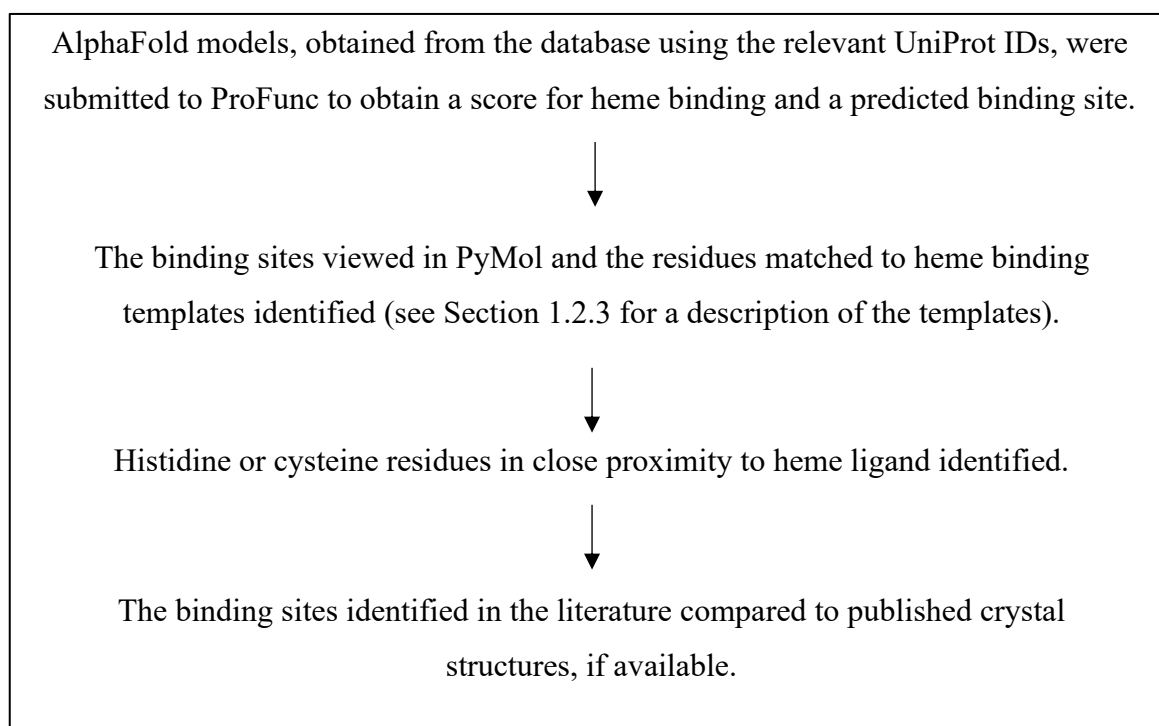 AlphaFold models, obtained from the database using the relevant UniProt IDs, were
submitted to ProFunc to obtain a score for heme binding and a predicted binding site.
The binding sites viewed in PyMol and the residues matched to heme binding
templates identified (see Section 1.2.3 for a description of the templates).
Histidine or cysteine residues in close proximity to heme ligand identified.
The binding sites identified in the literature compared to published crystal
structures, if available.